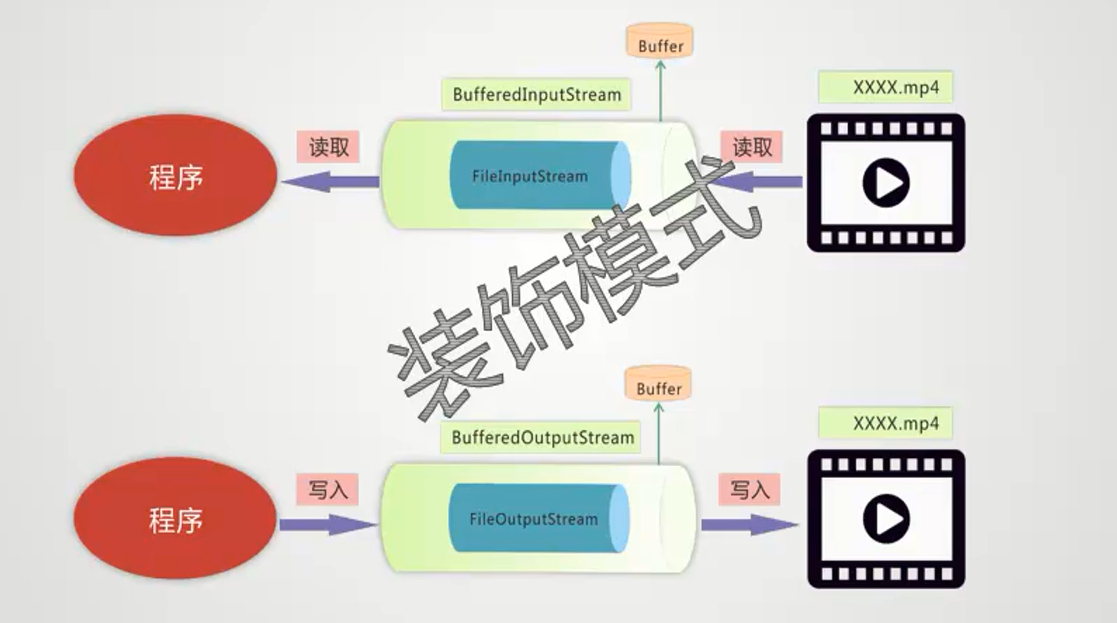 Buffer
BufferedInputStream
XXXX.mp4
读取
读取
程序
FileInputStream
装饰模式
Buffer
BufferedOutputStream
XXXX.mp4
写入
写入
程序
FileOutputStream